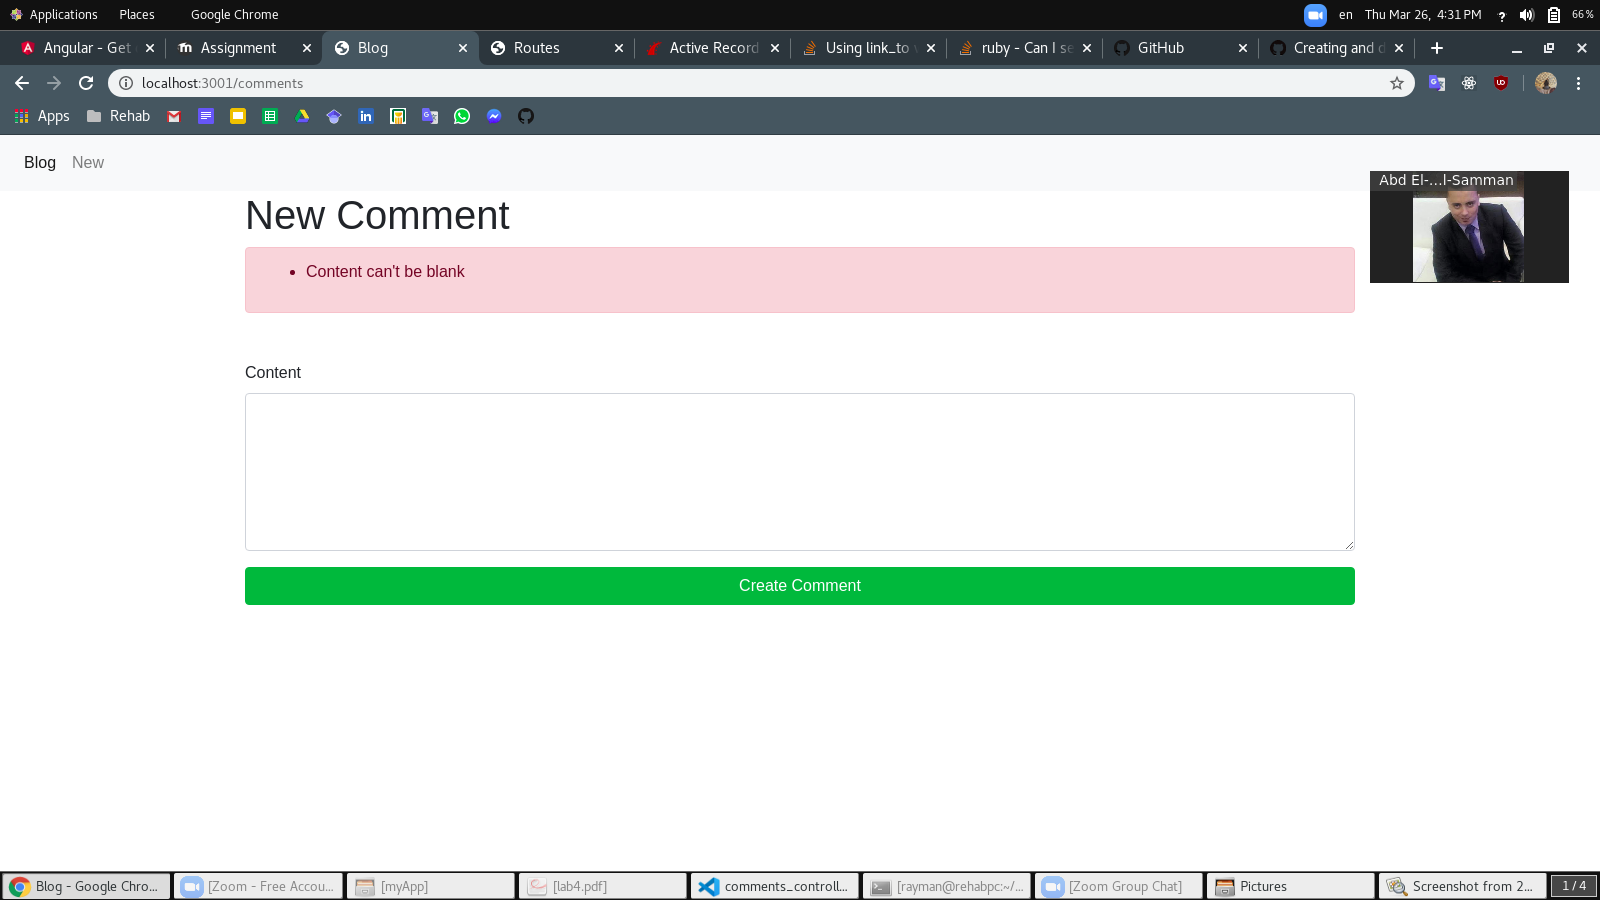 Applications Places Google Chrome en Thu Mar 26, 4:31 PM ? 66 %
Angular - Get Assignment Blog Routes Active Record Using link_to ruby - Can I se GitHub Creating and d
localhost:3001/comments
Apps Rehab
Blog New
Abd El-...l-Samman
New Comment
Content can't be blank
Content
Create Comment
Blog - Google Chro... [Zoom - Free Accou... [myApp] [lab4.pdf] comments_controll... [rayman@rehabpc:~/... [Zoom Group Chat] Pictures Screenshot from 2... 1 / 4